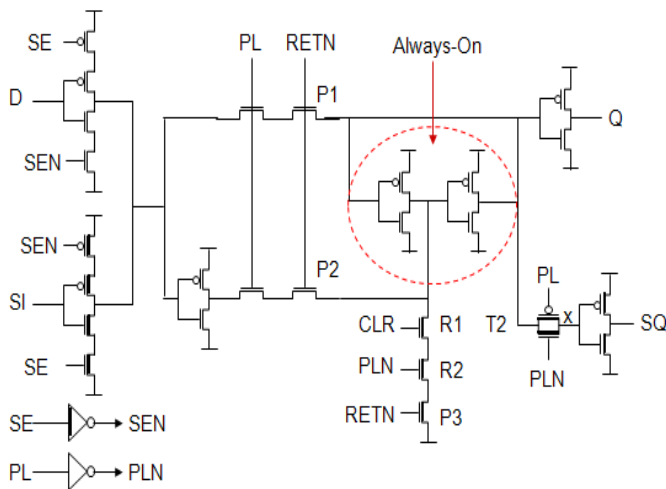 SE
PL
RETN
Always-On
D
P1
Q
SEN
SEN
P2
PL
SI
CLR
R1
T2
x
SQ
SE
PLN
R2
PLN
RETN
P3
SE
SEN
PL
PLN